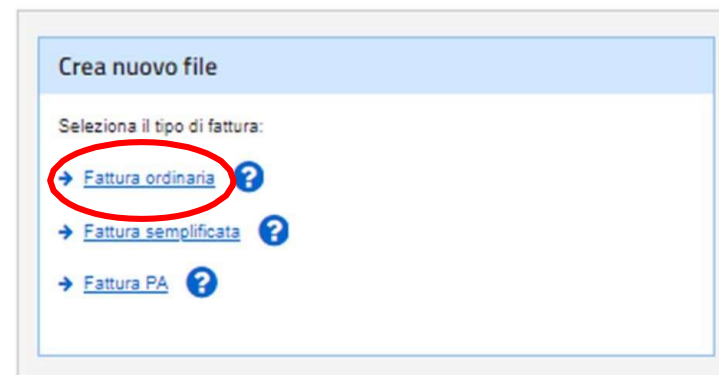 Crea nuovo file
Seleziona il tipo di fattura:
→ Fattura ordinaria ?
→ Fattura semplificata ?
→ Fattura PA ?